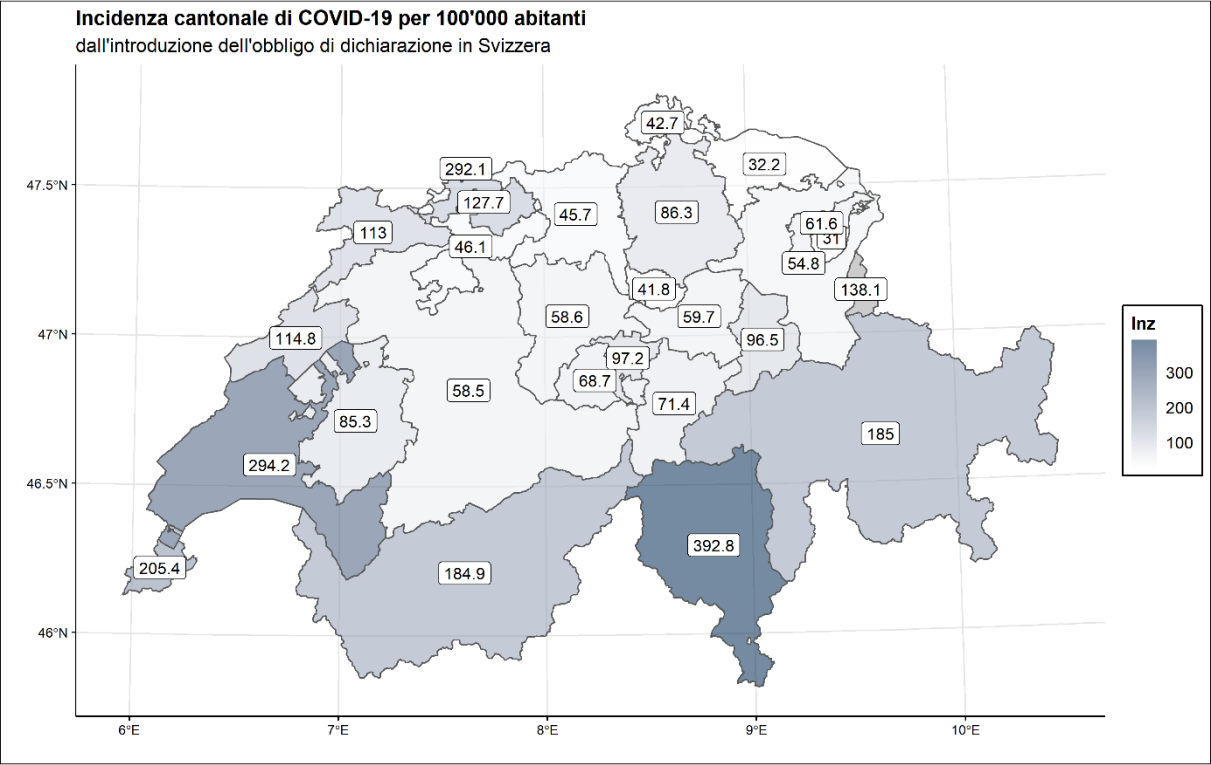 Incidenza cantonale di COVID-19 per 100'000 abitanti
dall'introduzione dell'obbligo di dichiarazione in Svizzera
42.7
32.2
292.1
127.7
45.7
86.3
61.6
31
113
46.1
54.8
41.8
138.1
58.6
59.7
114.8
97.2
96.5
68.7
58.5
71.4
85.3
185
294.2
392.8
205.4
184.9
47.5°N
47°N
46.5°N
46°N
6°E
7°E
8°E
9°E
10°E
Inz
300
200
100